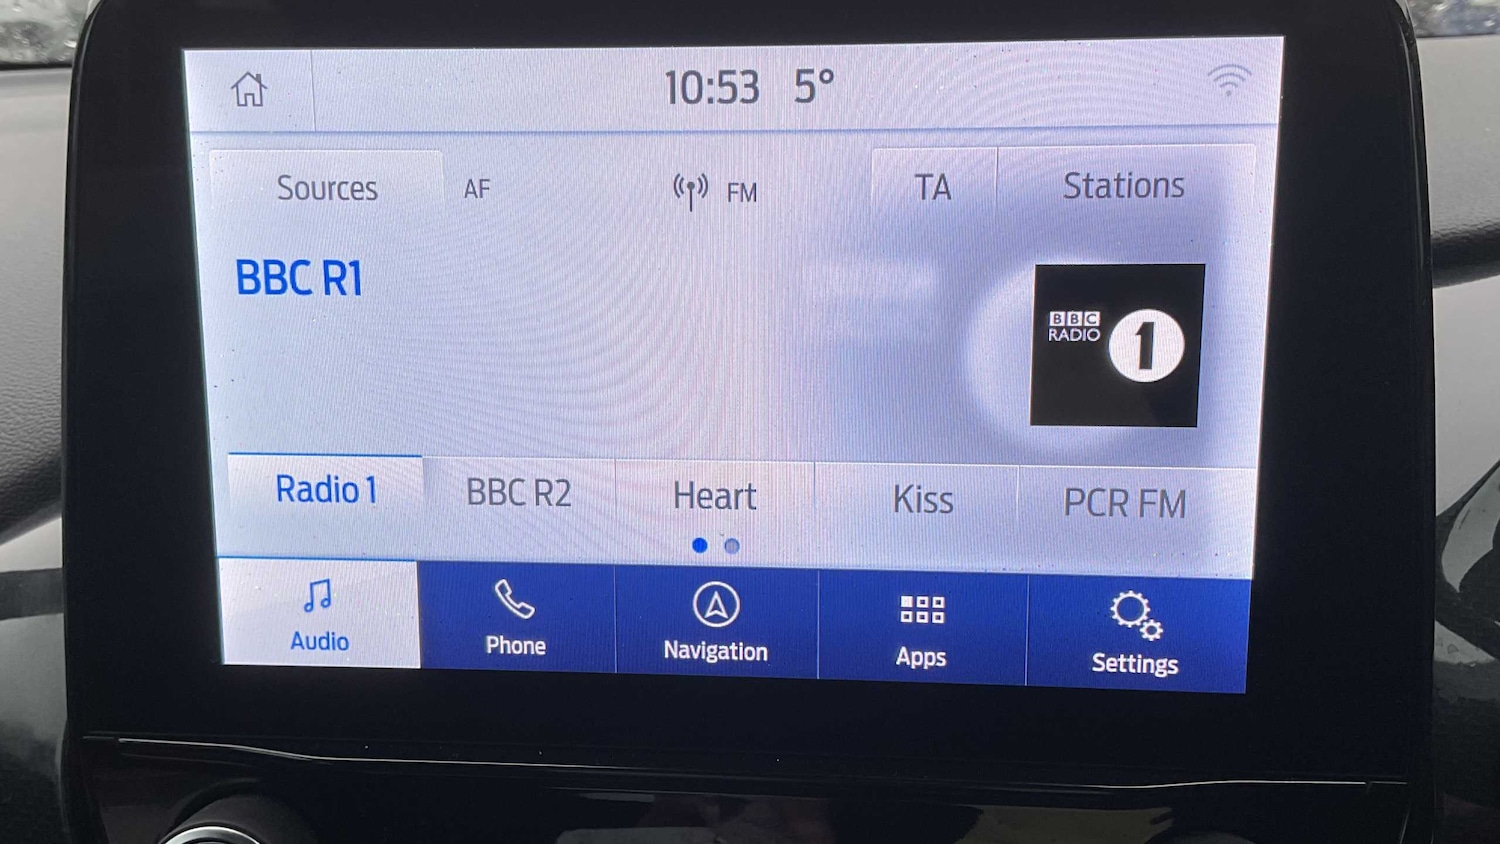 10:53 5°
Sources AF FM TA Stations
BBC R1
BBC
RADIO 1
Radio 1 BBC R2 Heart Kiss PCR FM
Audio Phone Navigation Apps Settings